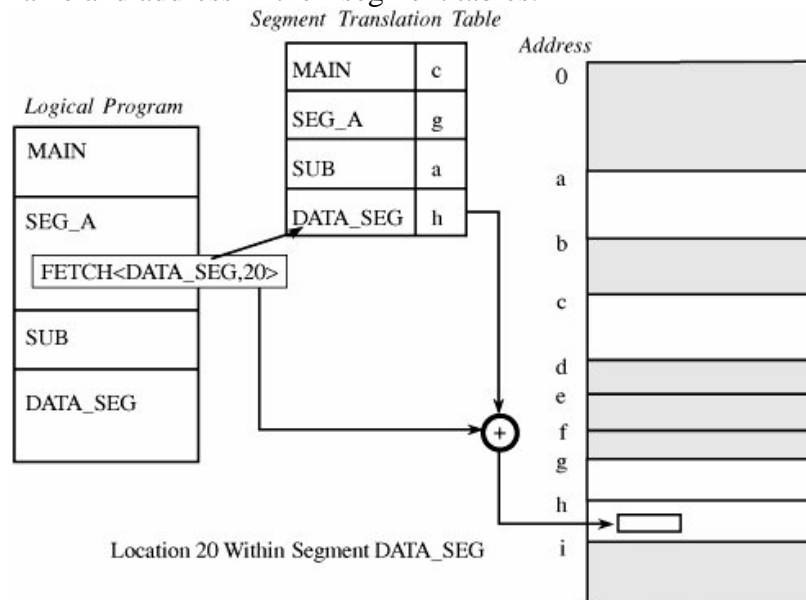 Segment Translation Table
Address
MAIN c
0
Logical Program
SEG_A g
MAIN
SUB a
a
SEG_A
DATA_SEG h
b
FETCH<DATA_SEG,20>
c
SUB
d
e
DATA_SEG
+
f
g
h
Location 20 Within Segment DATA_SEG
i